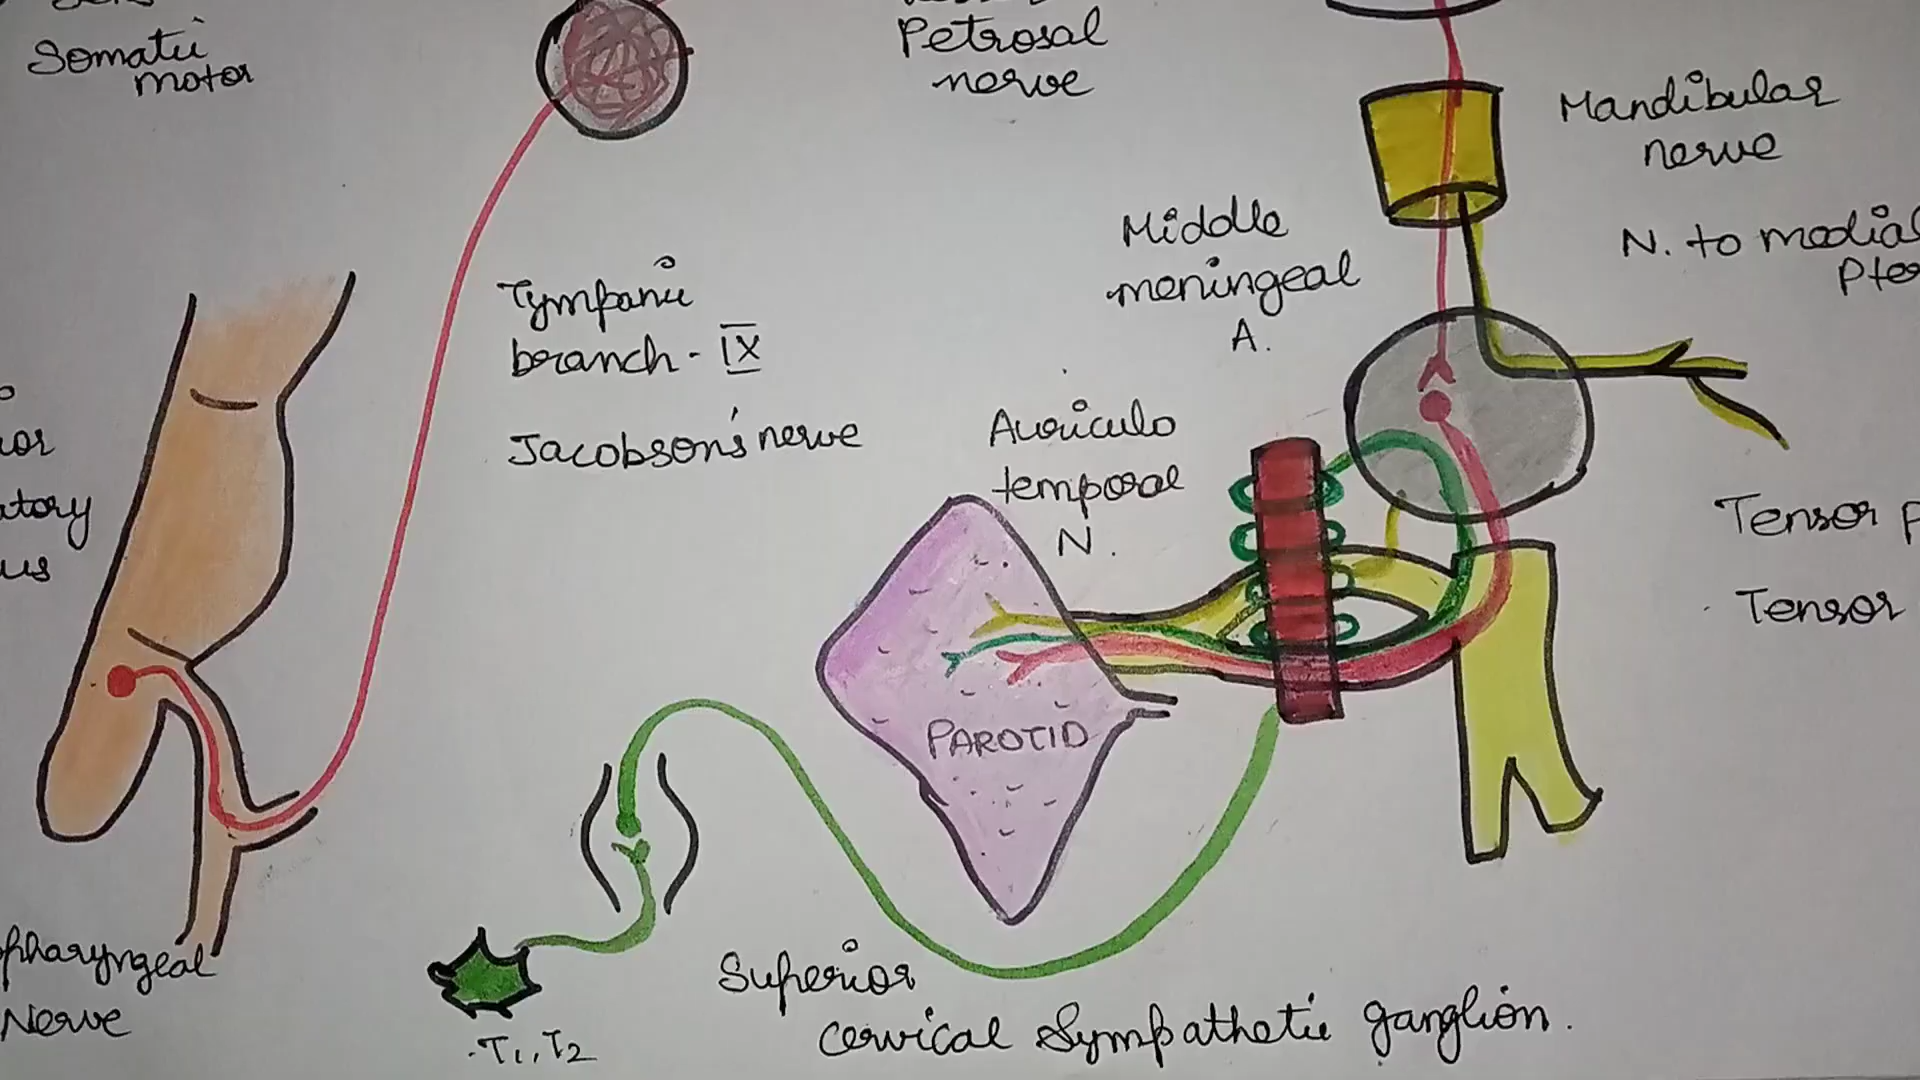 Somatic
motor
Petrosal
nerve
Mandibular
nerve
N. to medial
Middle
meningeal
A.
Tympanic
branch - IX
Jacobson's nerve
Auriculo
temporal
N.
Tensor
Tensor
PAROTID
pharyngeal
Nerve
T1, T2
Superior
cervical Sympathetic ganglion.